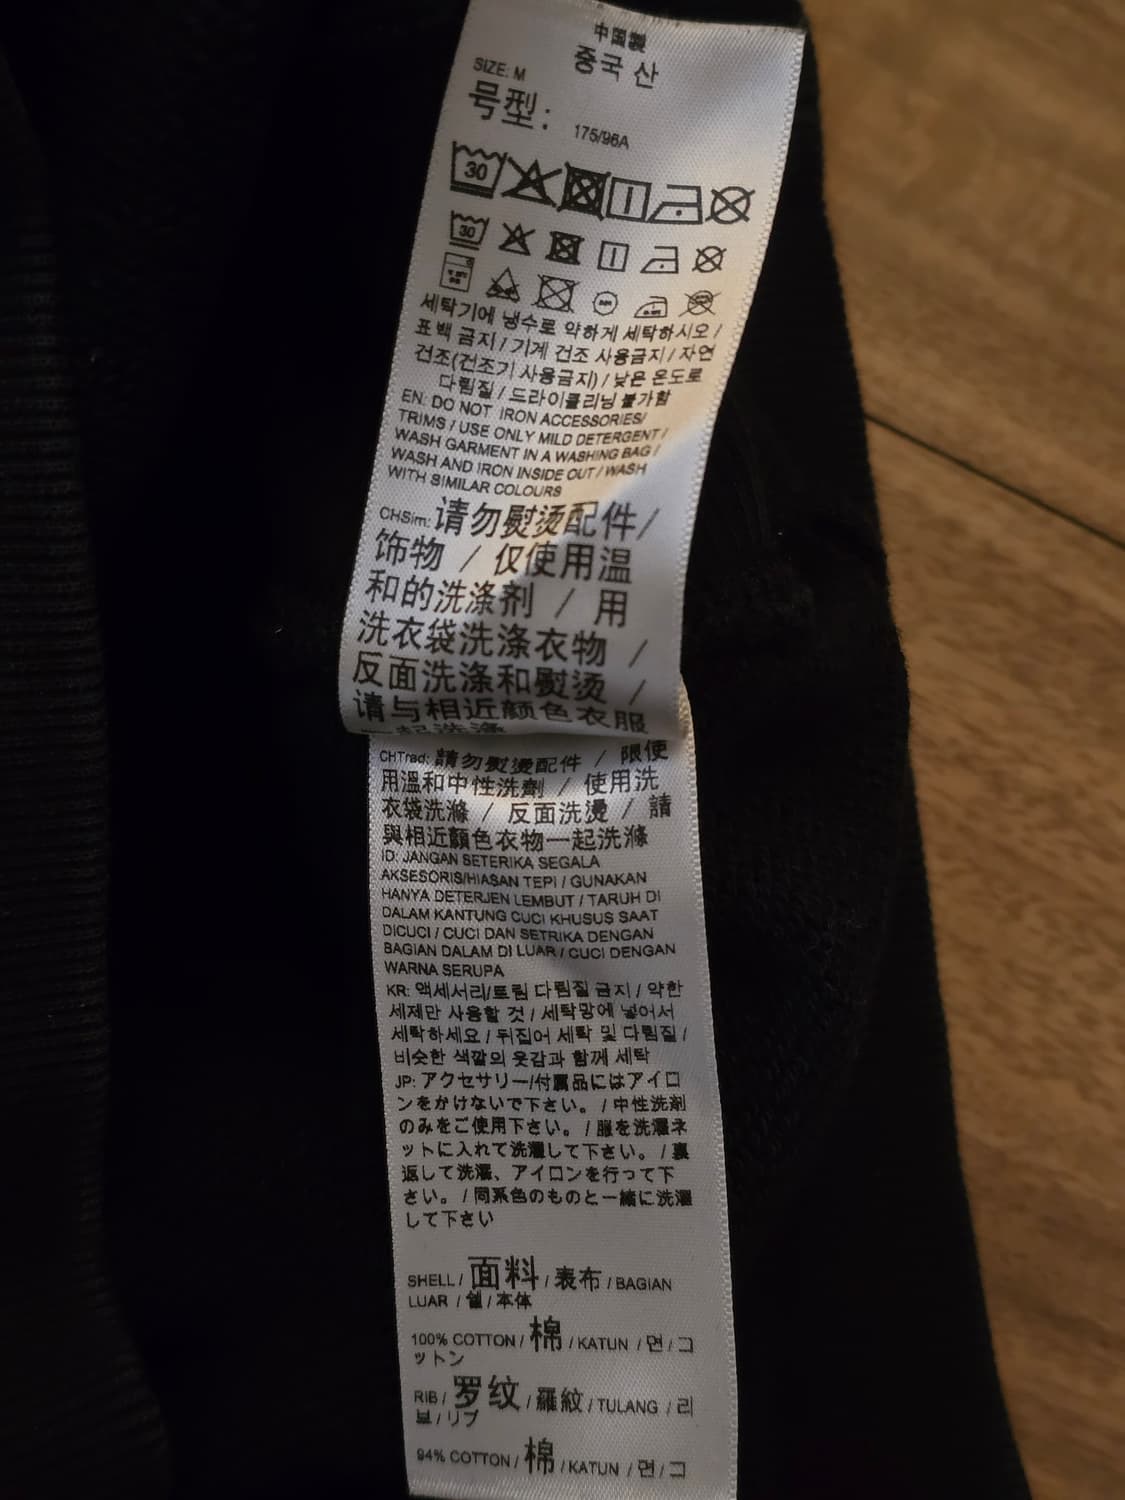 中国製
중국 산
SIZE: M
号型: 175/96A
30
30
세탁기에 냉수로 약하게 세탁하시오 /
표백 금지 / 기계 건조 사용금지 / 자연
건조(건조기 사용금지) / 낮은 온도로
다림질 / 드라이클리닝 불가함
EN: DO NOT IRON ACCESSORIES/
TRIMS / USE ONLY MILD DETERGENT /
WASH GARMENT IN A WASHING BAG /
WASH AND IRON INSIDE OUT / WASH
WITH SIMILAR COLOURS
CHSim: 请勿熨烫配件/
饰物 / 仅使用温
和的洗涤剂 / 用
洗衣袋洗涤衣物 /
反面洗涤和熨烫 /
请与相近颜色衣服
一起洗涤
CHTrad: 請勿熨燙配件 / 限使
用溫和中性洗劑 / 使用洗
衣袋洗滌 / 反面洗燙 / 請
與相近顏色衣物一起洗滌
ID: JANGAN SETERIKA SEGALA
AKSESORIS/HIASAN TEPI / GUNAKAN
HANYA DETERJEN LEMBUT / TARUH DI
DALAM KANTUNG CUCI KHUSUS SAAT
DICUCI / CUCI DAN SETRIKA DENGAN
BAGIAN DALAM DI LUAR / CUCI DENGAN
WARNA SERUPA
KR: 액세서리/트림 다림질 금지 / 약한
세제만 사용할 것 / 세탁망에 넣어서
세탁하세요 / 뒤집어 세탁 및 다림질 /
비슷한 색깔의 옷감과 함께 세탁
JP: アクセサリー/付属品にはアイロ
ンをかけないで下さい。 / 中性洗剤
のみをご使用下さい。 / 服を洗濯ネ
ットに入れて洗濯して下さい。 / 裏
返して洗濯、アイロンを行って下
さい。 / 同系色のものと一緒に洗濯
して下さい
SHELL / 面料 / 表布 / BAGIAN
LUAR / 쉘 / 本体
100% COTTON / 棉 / KATUN / 면 / コ
ットン
RIB / 罗纹 / 羅紋 / TULANG / 리
브 / リブ
94% COTTON / 棉 / KATUN / 면 / コ